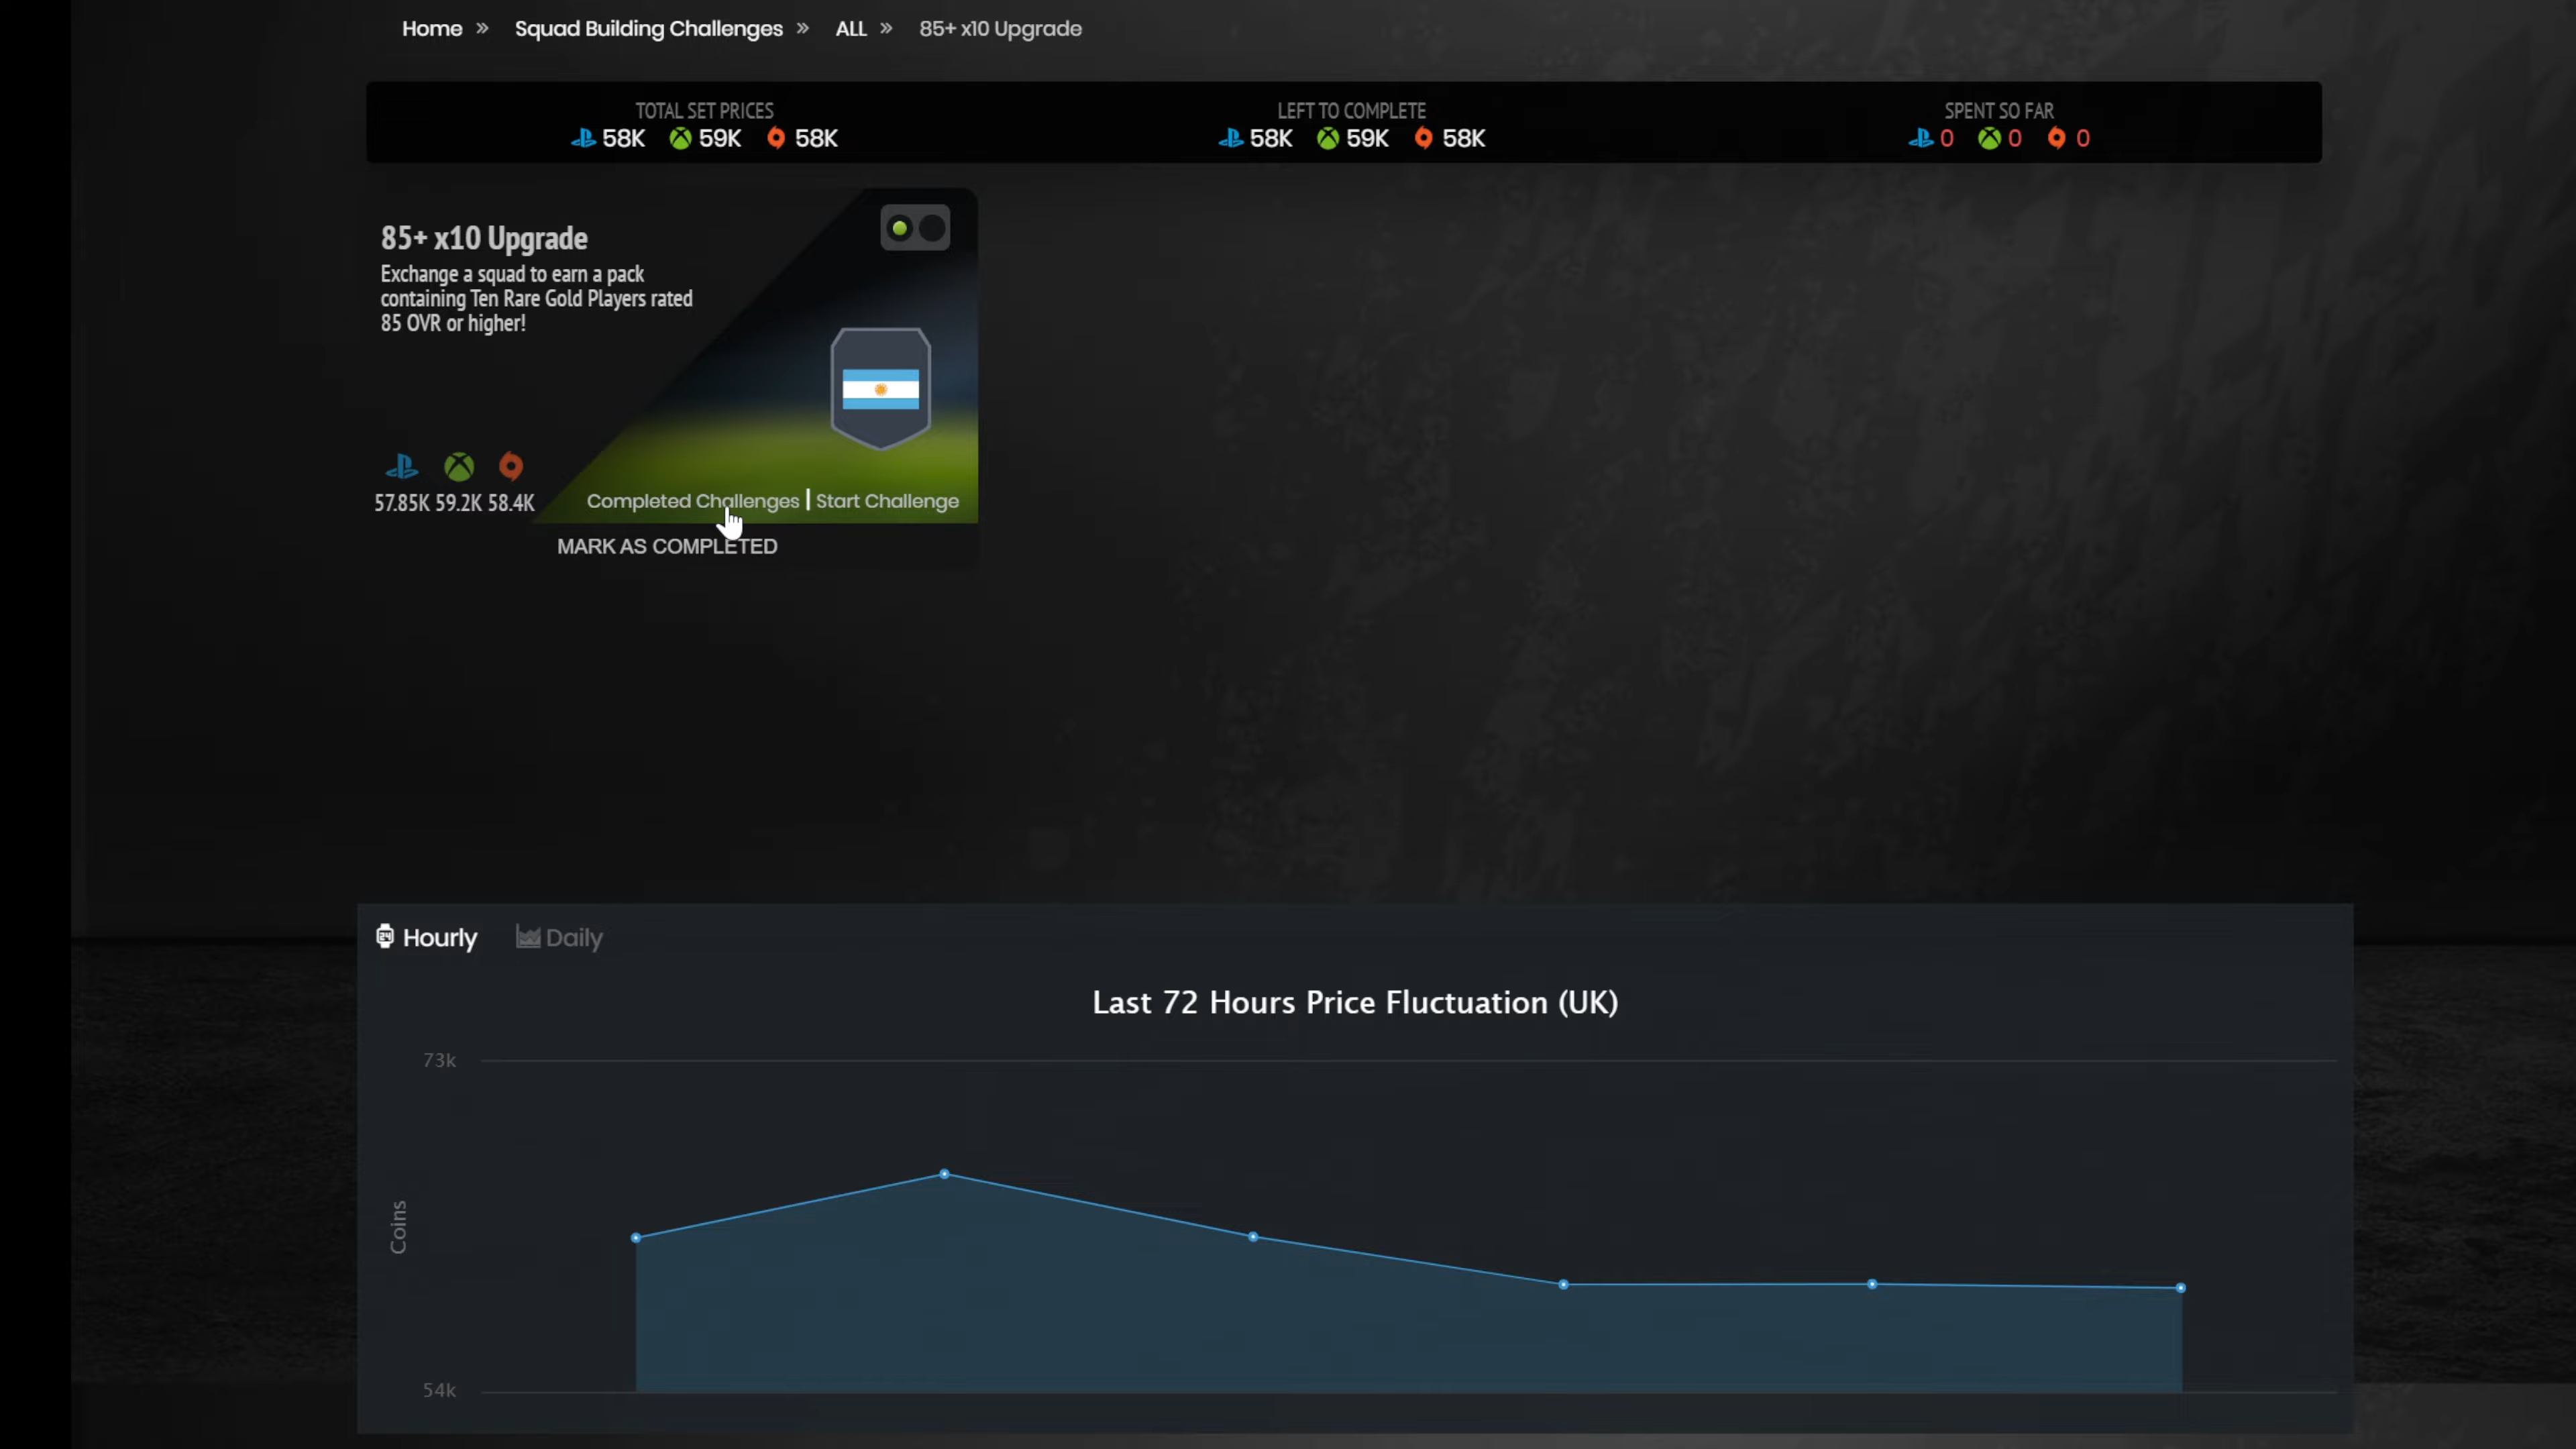 Home » Squad Building Challenges » ALL » 85+ x10 Upgrade
TOTAL SET PRICES
58K 59K 58K
LEFT TO COMPLETE
58K 59K 58K
SPENT SO FAR
0 0 0
85+ x10 Upgrade
Exchange a squad to earn a pack
containing Ten Rare Gold Players rated
85 OVR or higher!
57.85K 59.2K 58.4K
Completed Challenges | Start Challenge
MARK AS COMPLETED
24 Hourly Daily
Last 72 Hours Price Fluctuation (UK)
73k
Coins
54k